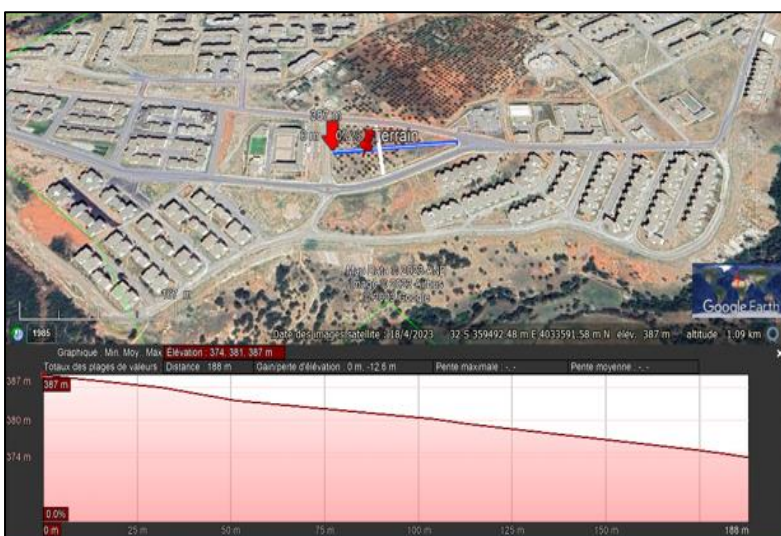 387 m
Terrain
Google Earth
1985
Date des images satellite : 18/4/2023 32 S 359492.48 m E 4033591.58 m N élev. 387 m altitude 1.09 km
Graphique : Min. Moy. Max. Élévation : 374, 381, 387 m
Totaux des plages de valeurs Distance : 188 m Gain/perte d'élévation : 0 m, -12.6 m Pente maximale : -, - Pente moyenne : -, -
387 m
387 m
380 m
374 m
0.0%
0 m 25 m 50 m 75 m 100 m 125 m 150 m 188 m